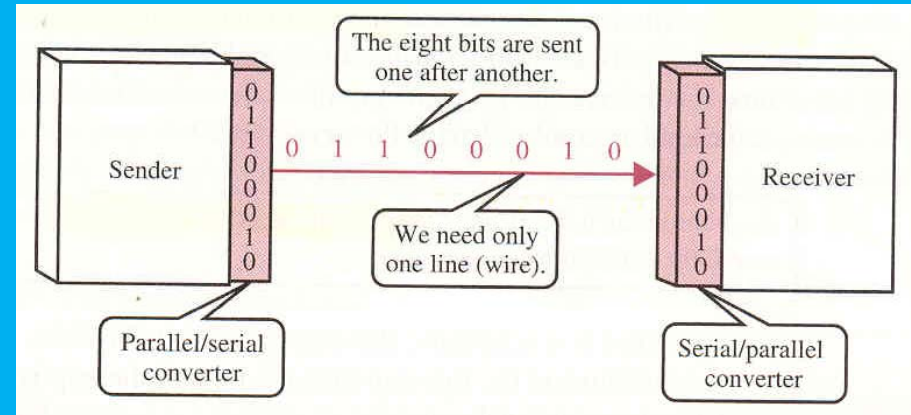 The eight bits are sent
one after another.
Sender
0
1
1
0
0
0
1
0
0 1 1 0 0 0 1 0
0
1
1
0
0
0
1
0
Receiver
We need only
one line (wire).
Parallel/serial
converter
Serial/parallel
converter